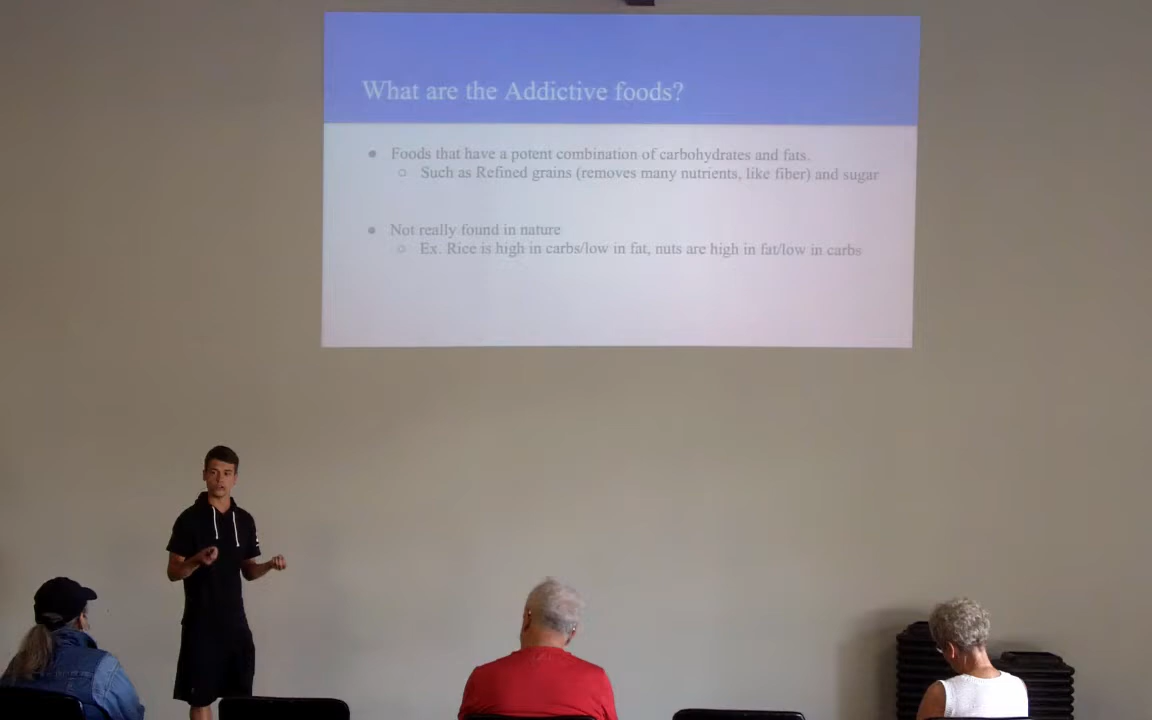 What are the Addictive foods?
● Foods that have a potent combination of carbohydrates and fats.
○ Such as Refined grains (removes many nutrients, like fiber) and sugar
● Not really found in nature
○ Ex. Rice is high in carbs/low in fat, nuts are high in fat/low in carbs